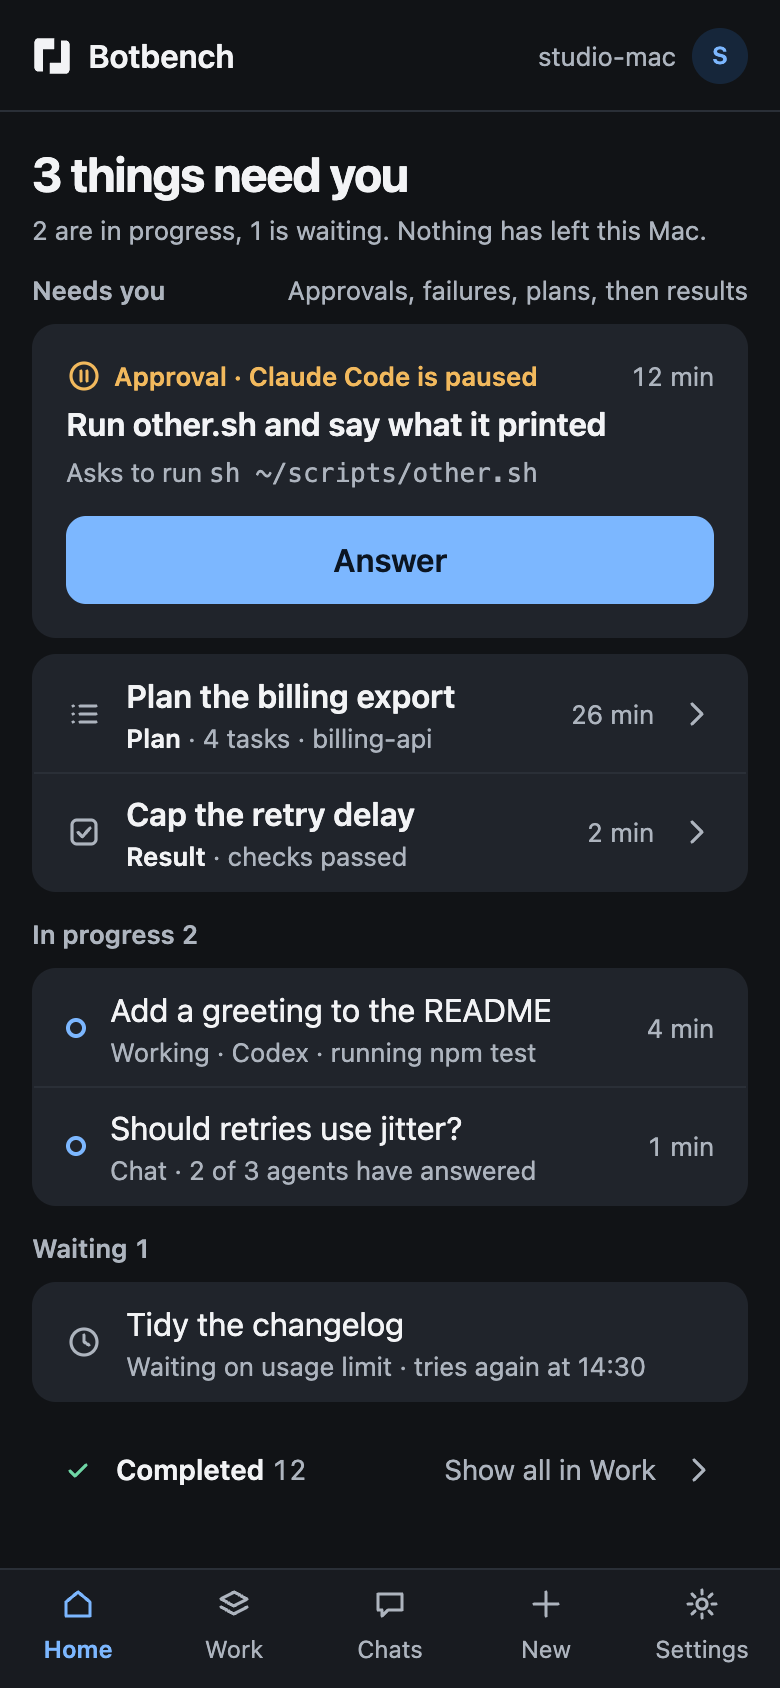 Botbench
studio-mac
S
3 things need you
2 are in progress, 1 is waiting. Nothing has left this Mac.
Needs you
Approvals, failures, plans, then results
Approval · Claude Code is paused
12 min
Run other.sh and say what it printed
Asks to run sh ~/scripts/other.sh
Answer
Plan the billing export
26 min
Plan · 4 tasks · billing-api
Cap the retry delay
2 min
Result · checks passed
In progress 2
Add a greeting to the README
4 min
Working · Codex · running npm test
Should retries use jitter?
1 min
Chat · 2 of 3 agents have answered
Waiting 1
Tidy the changelog
Waiting on usage limit · tries again at 14:30
Completed 12
Show all in Work
Home
Work
Chats
New
Settings